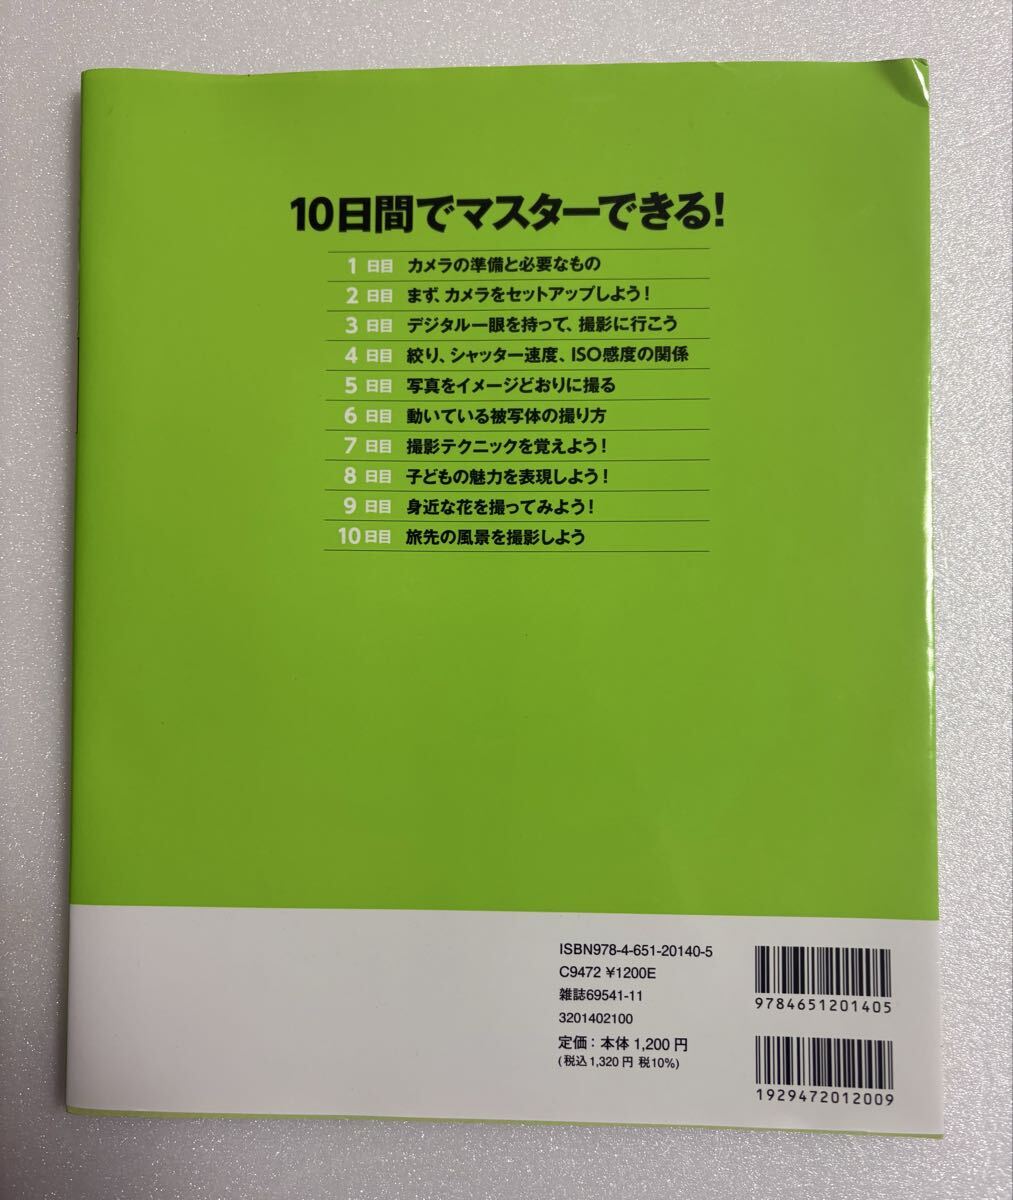 10日間でマスターできる!
1日目 カメラの準備と必要なもの
2日目 まず、カメラをセットアップしよう!
3日目 デジタル一眼を持って、撮影に行こう
4日目 絞り、シャッター速度、ISO感度の関係
5日目 写真をイメージどおりに撮る
6日目 動いている被写体の撮り方
7日目 撮影テクニックを覚えよう!
8日目 子どもの魅力を表現しよう!
9日目 身近な花を撮ってみよう!
10日目 旅先の風景を撮影しよう
ISBN978-4-651-20140-5
C9472 ¥1200E
雑誌69541-11
3201402100
定価:本体1,200円
(税込1,320円 税10%)
9784651201405
1929472012009